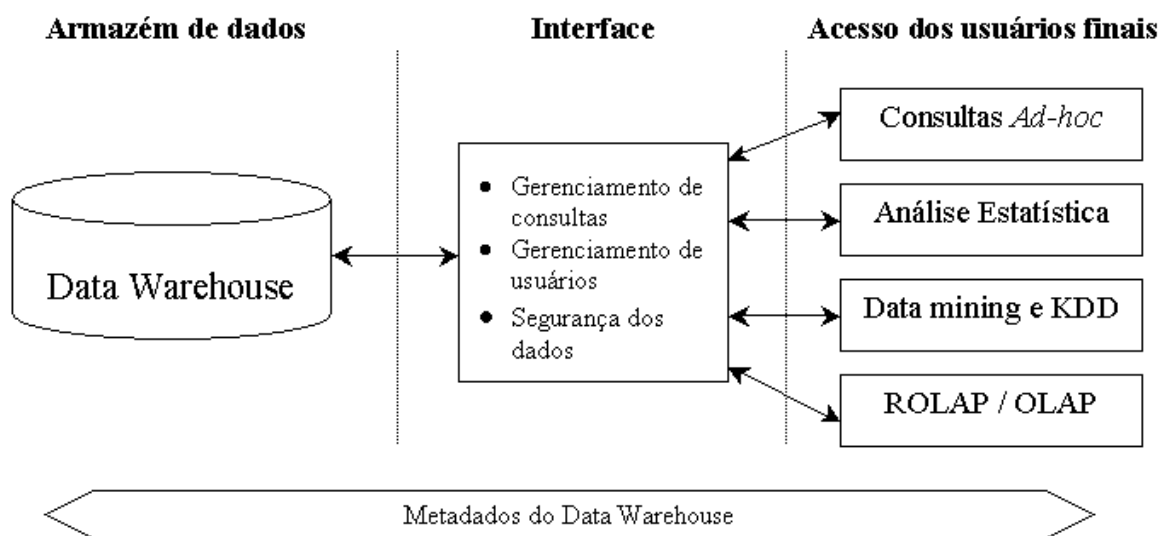 Armazém de dados
Interface
Acesso dos usuários finais
Data Warehouse
• Gerenciamento de
consultas
• Gerenciamento de
usuários
• Segurança dos
dados
Consultas Ad-hoc
Análise Estatística
Data mining e KDD
ROLAP / OLAP
Metadados do Data Warehouse